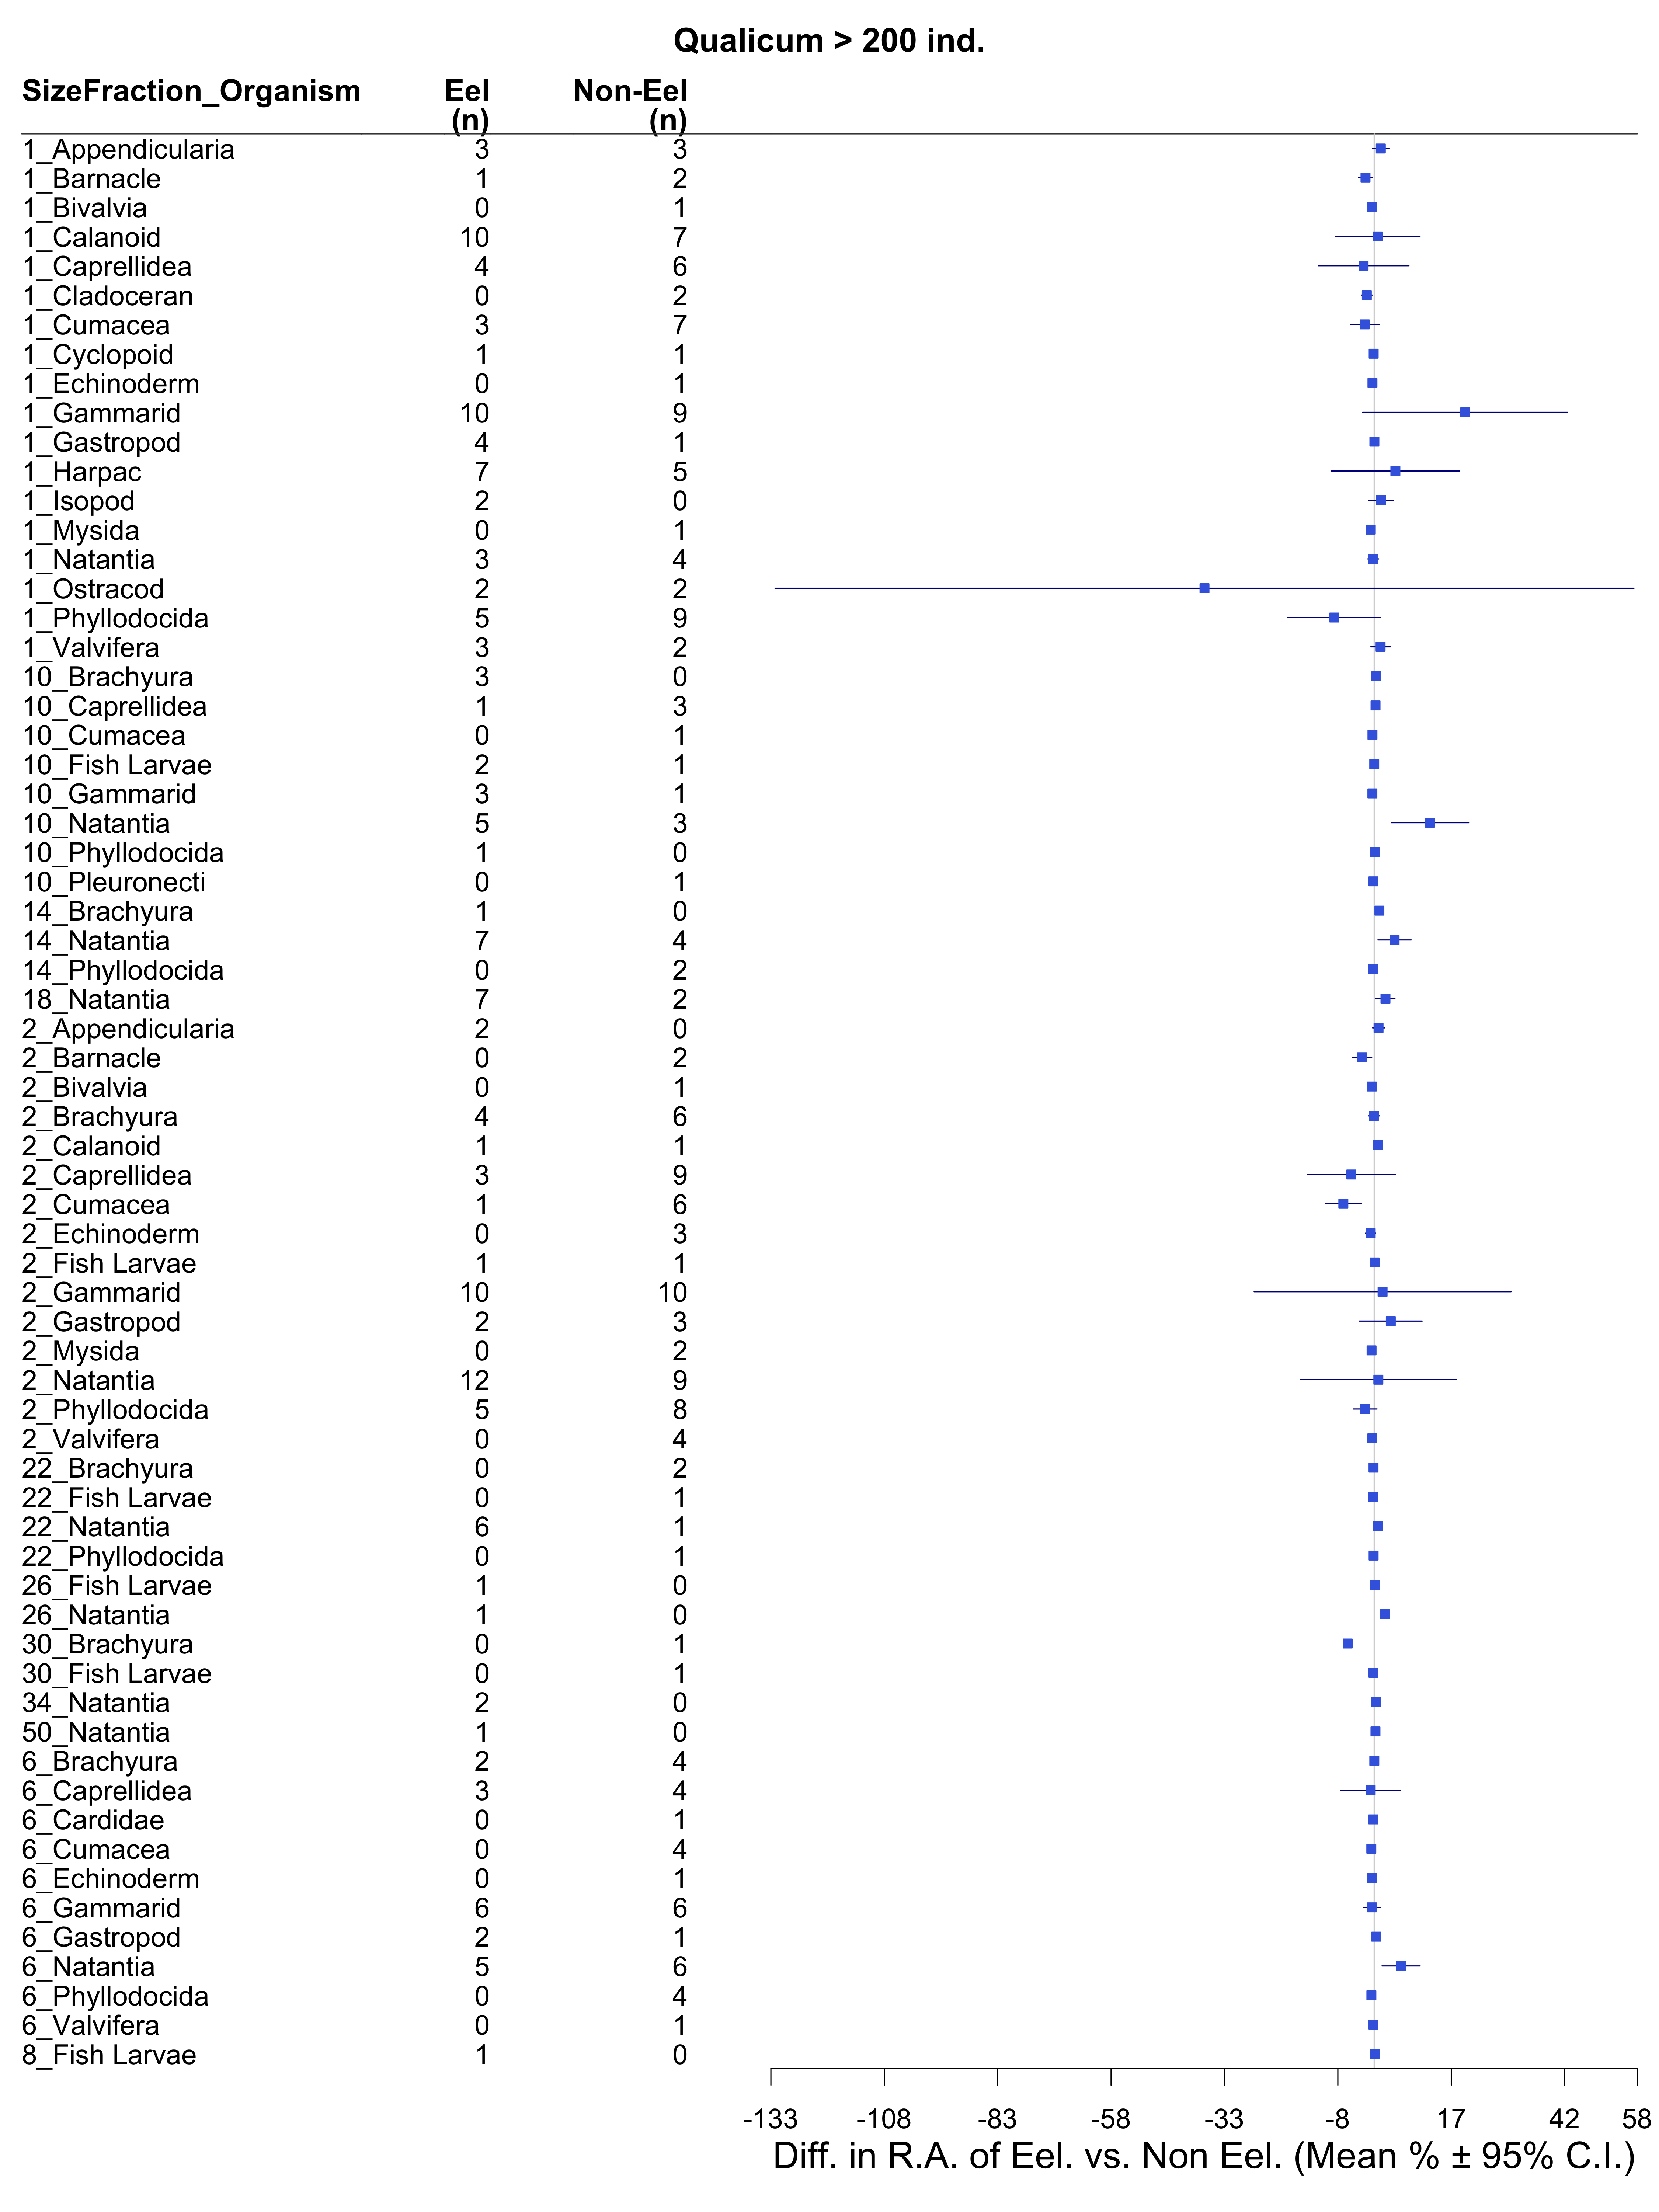 Qualicum > 200 ind.
SizeFraction_Organism Eel Non-Eel
(n) (n)
1_Appendicularia 3 3
1_Barnacle 1 2
1_Bivalvia 0 1
1_Calanoid 10 7
1_Caprellidea 4 6
1_Cladoceran 0 2
1_Cumacea 3 7
1_Cyclopoid 1 1
1_Echinoderm 0 1
1_Gammarid 10 9
1_Gastropod 4 1
1_Harpac 7 5
1_Isopod 2 0
1_Mysida 0 1
1_Natantia 3 4
1_Ostracod 2 2
1_Phyllodocida 5 9
1_Valvifera 3 2
10_Brachyura 3 0
10_Caprellidea 1 3
10_Cumacea 0 1
10_Fish Larvae 2 1
10_Gammarid 3 1
10_Natantia 5 3
10_Phyllodocida 1 0
10_Pleuronecti 0 1
14_Brachyura 1 0
14_Natantia 7 4
14_Phyllodocida 0 2
18_Natantia 7 2
2_Appendicularia 2 0
2_Barnacle 0 2
2_Bivalvia 0 1
2_Brachyura 4 6
2_Calanoid 1 1
2_Caprellidea 3 9
2_Cumacea 1 6
2_Echinoderm 0 3
2_Fish Larvae 1 1
2_Gammarid 10 10
2_Gastropod 2 3
2_Mysida 0 2
2_Natantia 12 9
2_Phyllodocida 5 8
2_Valvifera 0 4
22_Brachyura 0 2
22_Fish Larvae 0 1
22_Natantia 6 1
22_Phyllodocida 0 1
26_Fish Larvae 1 0
26_Natantia 1 0
30_Brachyura 0 1
30_Fish Larvae 0 1
34_Natantia 2 0
50_Natantia 1 0
6_Brachyura 2 4
6_Caprellidea 3 4
6_Cardidae 0 1
6_Cumacea 0 4
6_Echinoderm 0 1
6_Gammarid 6 6
6_Gastropod 2 1
6_Natantia 5 6
6_Phyllodocida 0 4
6_Valvifera 0 1
8_Fish Larvae 1 0
-133 -108 -83 -58 -33 -8 17 42 58
Diff. in R.A. of Eel. vs. Non Eel. (Mean % ± 95% C.I.)